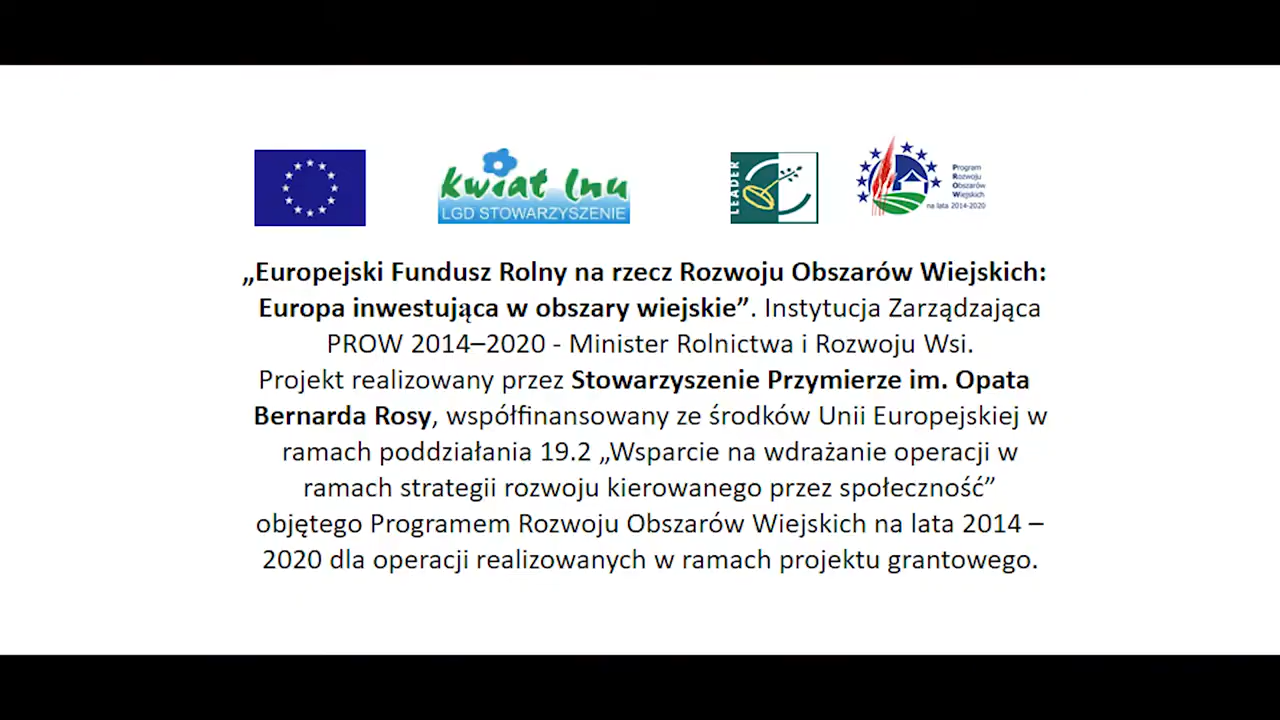 kwiat lnu
LGD STOWARZYSZENIE
LEADER
Program
Rozwoju
Obszarów
Wiejskich
na lata 2014-2020
„Europejski Fundusz Rolny na rzecz Rozwoju Obszarów Wiejskich:
Europa inwestująca w obszary wiejskie”. Instytucja Zarządzająca
PROW 2014–2020 - Minister Rolnictwa i Rozwoju Wsi.
Projekt realizowany przez Stowarzyszenie Przymierze im. Opata
Bernarda Rosy, współfinansowany ze środków Unii Europejskiej w
ramach poddziałania 19.2 „Wsparcie na wdrażanie operacji w
ramach strategii rozwoju kierowanego przez społeczność”
objętego Programem Rozwoju Obszarów Wiejskich na lata 2014 –
2020 dla operacji realizowanych w ramach projektu grantowego.